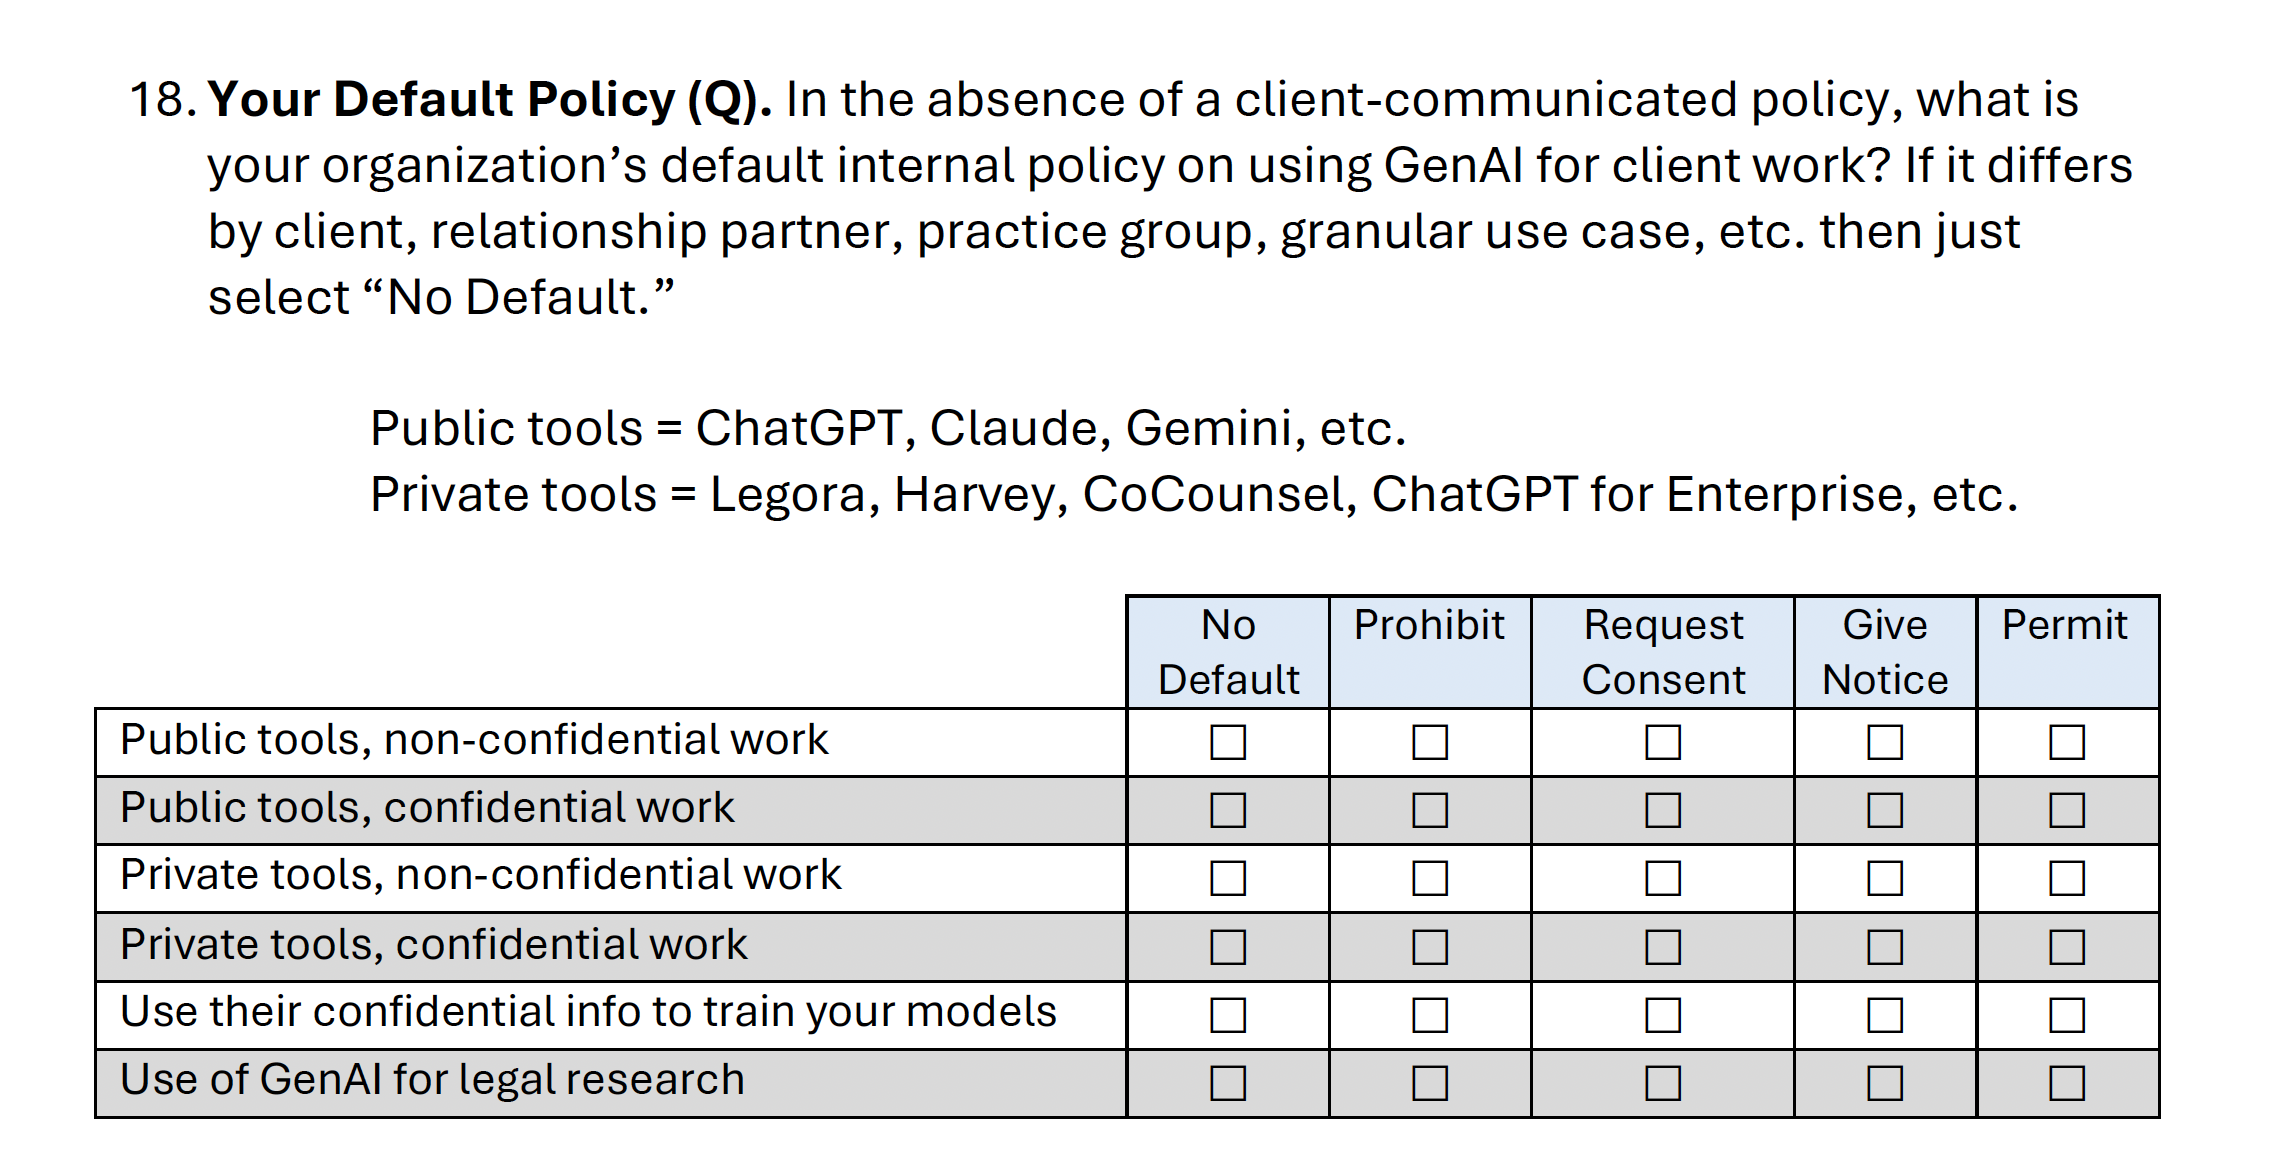 18. Your Default Policy (Q). In the absence of a client-communicated policy, what is
your organization’s default internal policy on using GenAI for client work? If it differs
by client, relationship partner, practice group, granular use case, etc. then just
select “No Default.”
Public tools = ChatGPT, Claude, Gemini, etc.
Private tools = Legora, Harvey, CoCounsel, ChatGPT for Enterprise, etc.
No Default Prohibit Request Consent Give Notice Permit
Public tools, non-confidential work ☐ ☐ ☐ ☐ ☐
Public tools, confidential work ☐ ☐ ☐ ☐ ☐
Private tools, non-confidential work ☐ ☐ ☐ ☐ ☐
Private tools, confidential work ☐ ☐ ☐ ☐ ☐
Use their confidential info to train your models ☐ ☐ ☐ ☐ ☐
Use of GenAI for legal research ☐ ☐ ☐ ☐ ☐